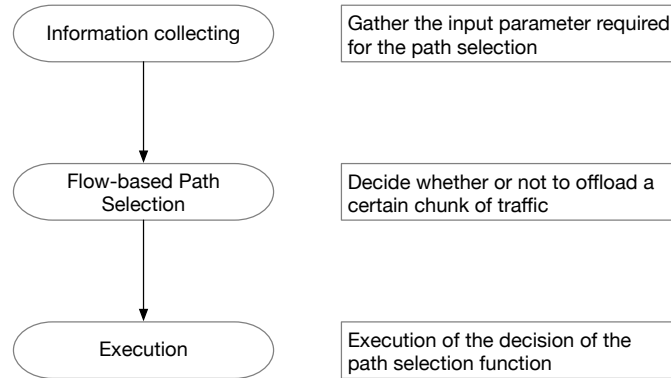 Information collecting
Gather the input parameter required
for the path selection
Flow-based Path
Selection
Decide whether or not to offload a
certain chunk of traffic
Execution
Execution of the decision of the
path selection function